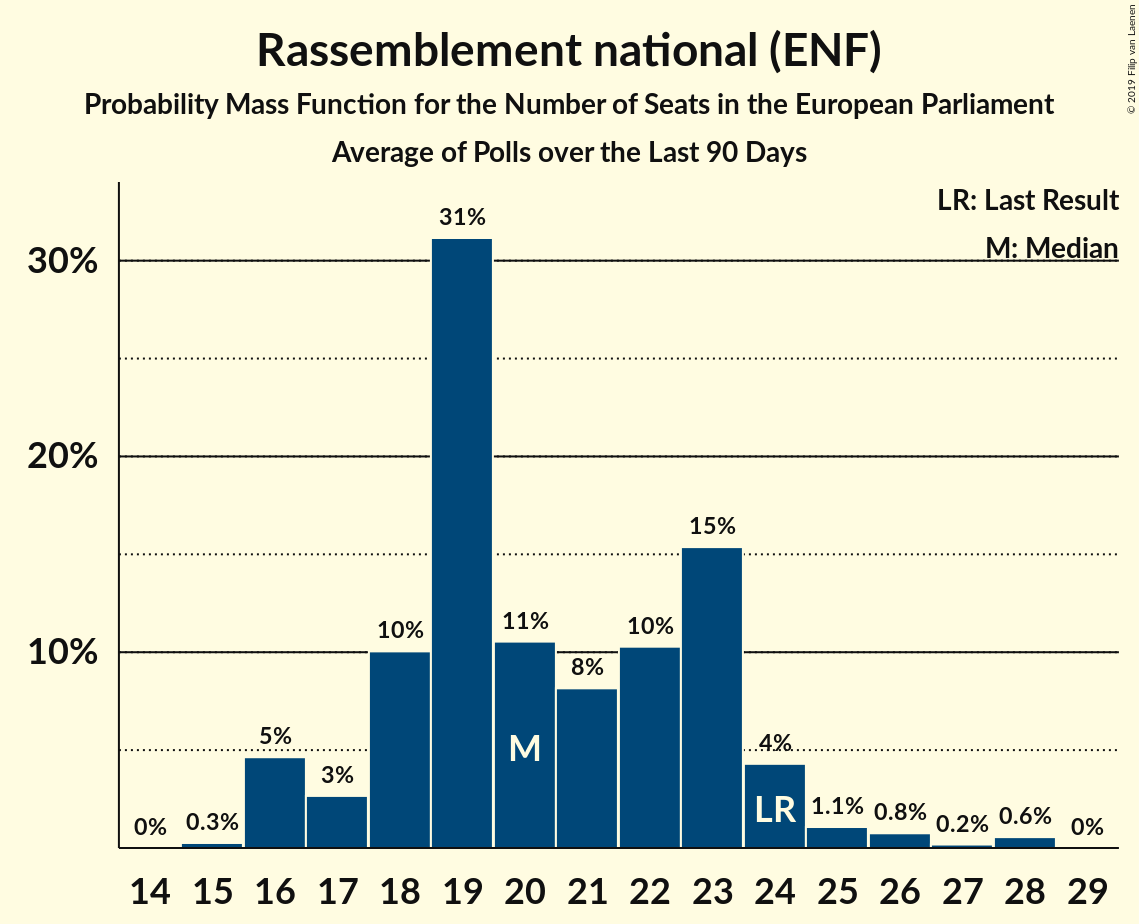 © 2019 Filip van Laenen
Rassemblement national (ENF)
Probability Mass Function for the Number of Seats in the European Parliament
Average of Polls over the Last 90 Days
LR: Last Result
M: Median
30%
20%
10%
0%
0.3%
5%
3%
10%
31%
11%
8%
10%
15%
4%
1.1%
0.8%
0.2%
0.6%
0%
M
LR
14 15 16 17 18 19 20 21 22 23 24 25 26 27 28 29